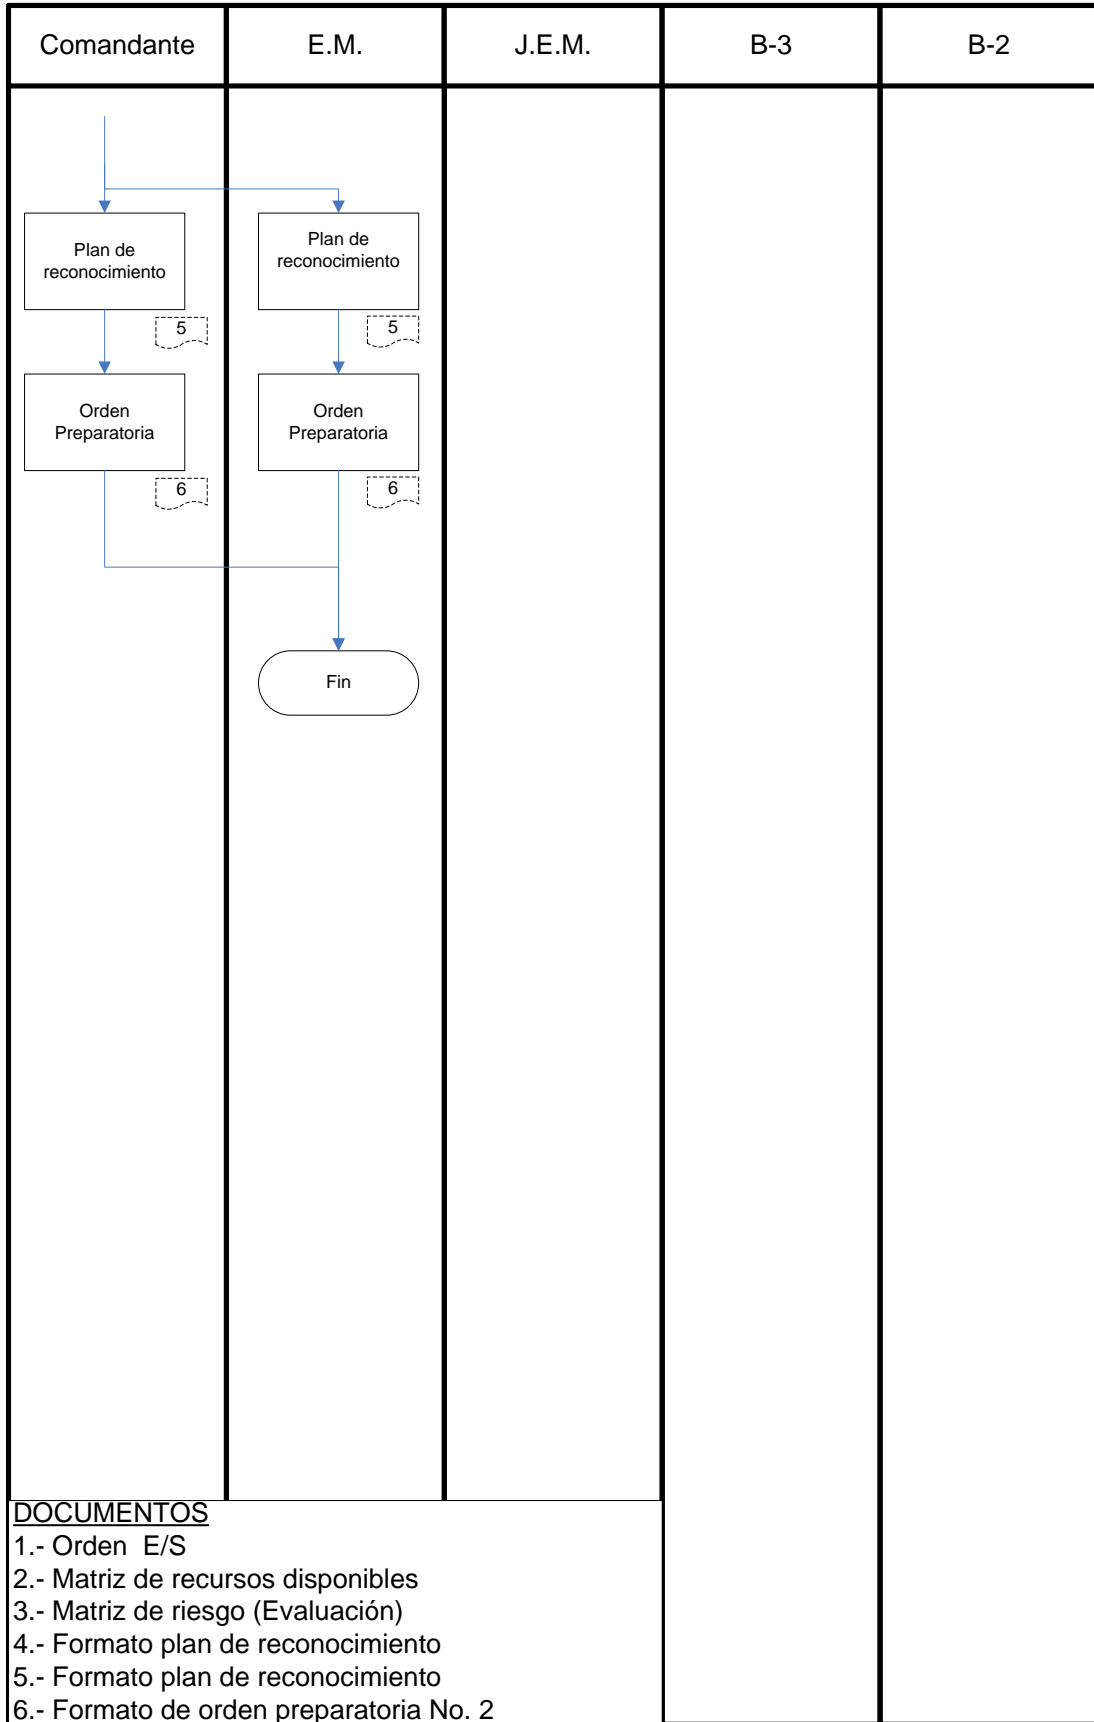 Comandante
E.M.
J.E.M.
B-3
B-2
Plan de
reconocimiento
Plan de
reconocimiento
5
5
Orden
Preparatoria
Orden
Preparatoria
6
6
Fin
DOCUMENTOS
1.- Orden  E/S
2.- Matriz de recursos disponibles
3.- Matriz de riesgo (Evaluación)
4.- Formato plan de reconocimiento
5.- Formato plan de reconocimiento
6.- Formato de orden preparatoria No. 2